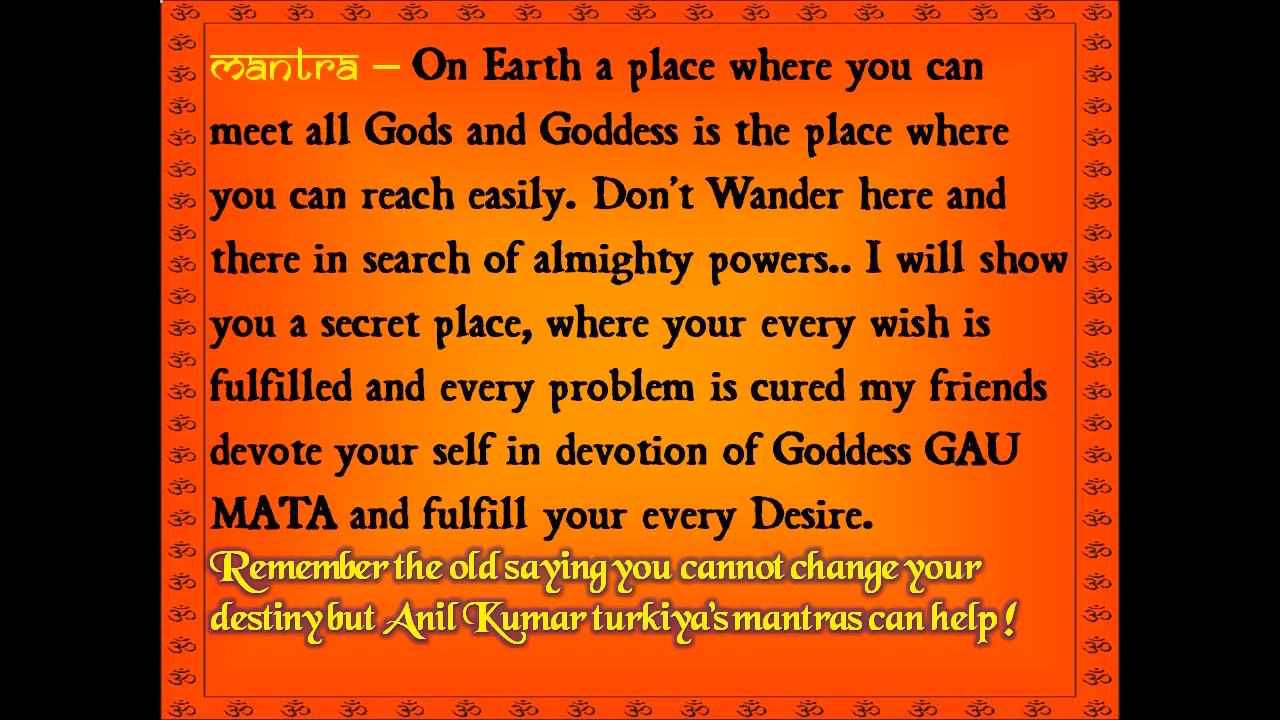 mantra – On Earth a place where you can
meet all Gods and Goddess is the place where
you can reach easily. Don't Wander here and
there in search of almighty powers.. I will show
you a secret place, where your every wish is
fulfilled and every problem is cured my friends
devote your self in devotion of Goddess GAU
MATA and fulfill your every Desire.
Remember the old saying you cannot change your
destiny but Anil Kumar turkiya's mantras can help !